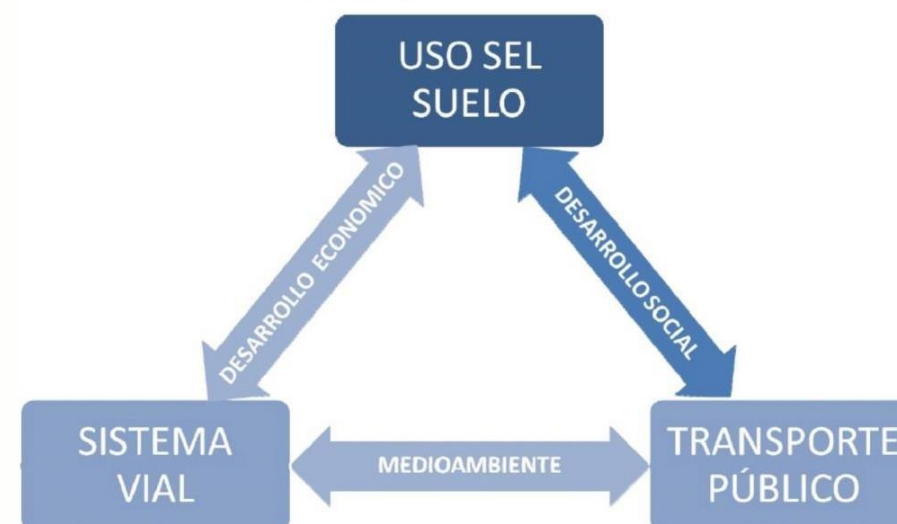 USO SEL
SUELO
DESARROLLO ECONOMICO
DESARROLLO SOCIAL
SISTEMA
VIAL
MEDIOAMBIENTE
TRANSPORTE
PÚBLICO